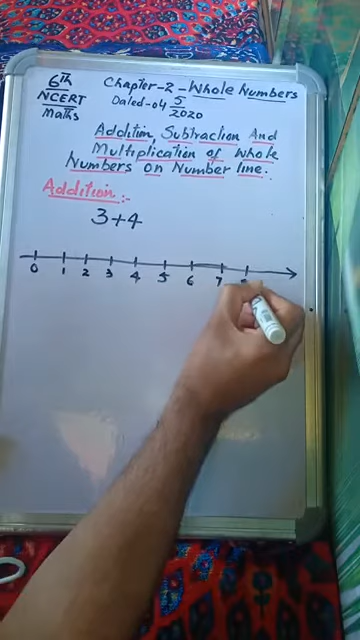 6th Chapter-2-Whole Numbers
NCERT Dated-04/5/2020
Maths
Addition, Subtraction And
Multiplication of Whole
Numbers on Number line.
Addition:-
3+4
0 1 2 3 4 5 6 7